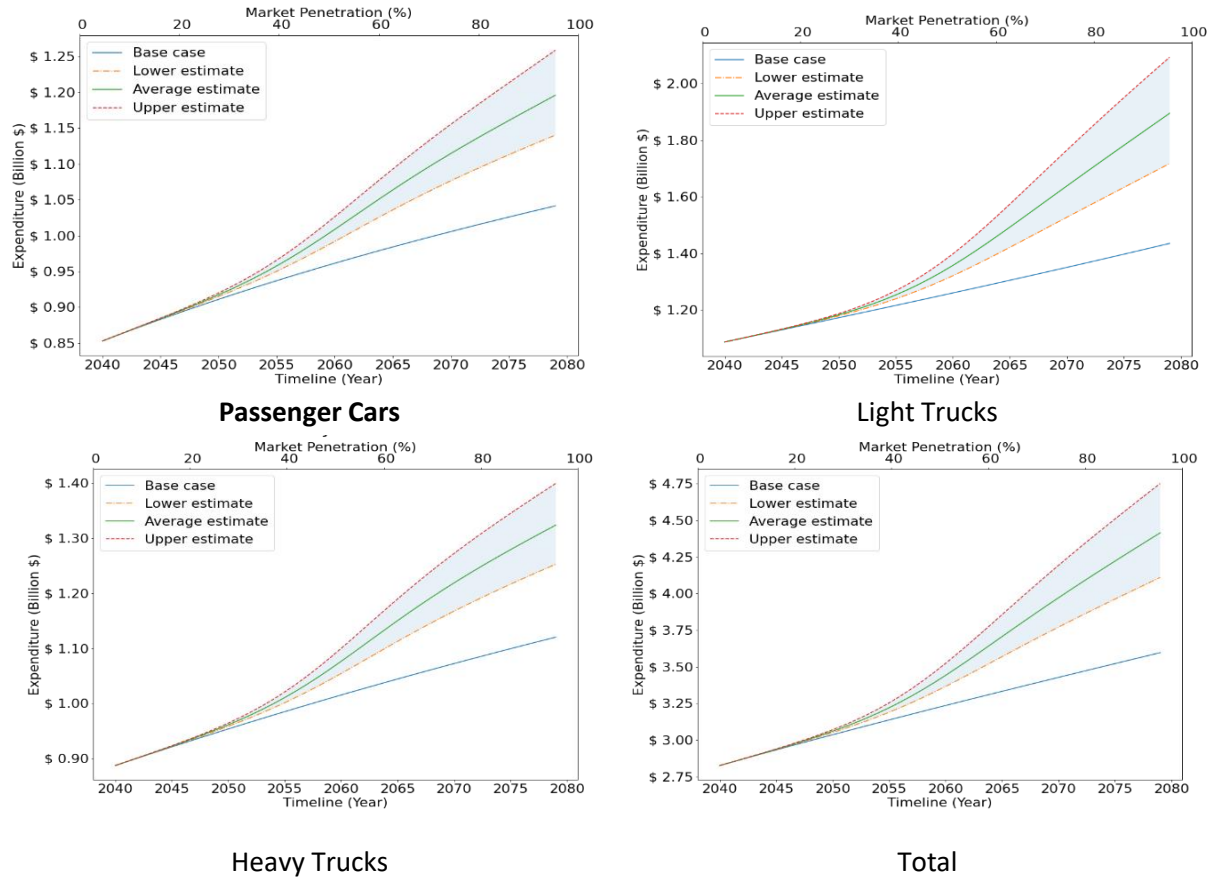 Market Penetration (%)
0 20 40 60 80 100
$ 1.25
$ 1.20
$ 1.15
$ 1.10
$ 1.05
$ 1.00
$ 0.95
$ 0.90
$ 0.85
Expenditure (Billion $)
Base case
Lower estimate
Average estimate
Upper estimate
2040 2045 2050 2055 2060 2065 2070 2075 2080
Timeline (Year)
Passenger Cars
Market Penetration (%)
0 20 40 60 80 100
$ 2.00
$ 1.80
$ 1.60
$ 1.40
$ 1.20
Expenditure (Billion $)
Base case
Lower estimate
Average estimate
Upper estimate
2040 2045 2050 2055 2060 2065 2070 2075 2080
Timeline (Year)
Light Trucks
Market Penetration (%)
0 20 40 60 80 100
$ 1.40
$ 1.30
$ 1.20
$ 1.10
$ 1.00
$ 0.90
Expenditure (Billion $)
Base case
Lower estimate
Average estimate
Upper estimate
2040 2045 2050 2055 2060 2065 2070 2075 2080
Timeline (Year)
Heavy Trucks
Market Penetration (%)
0 20 40 60 80 100
$ 4.75
$ 4.50
$ 4.25
$ 4.00
$ 3.75
$ 3.50
$ 3.25
$ 3.00
$ 2.75
Expenditure (Billion $)
Base case
Lower estimate
Average estimate
Upper estimate
2040 2045 2050 2055 2060 2065 2070 2075 2080
Timeline (Year)
Total